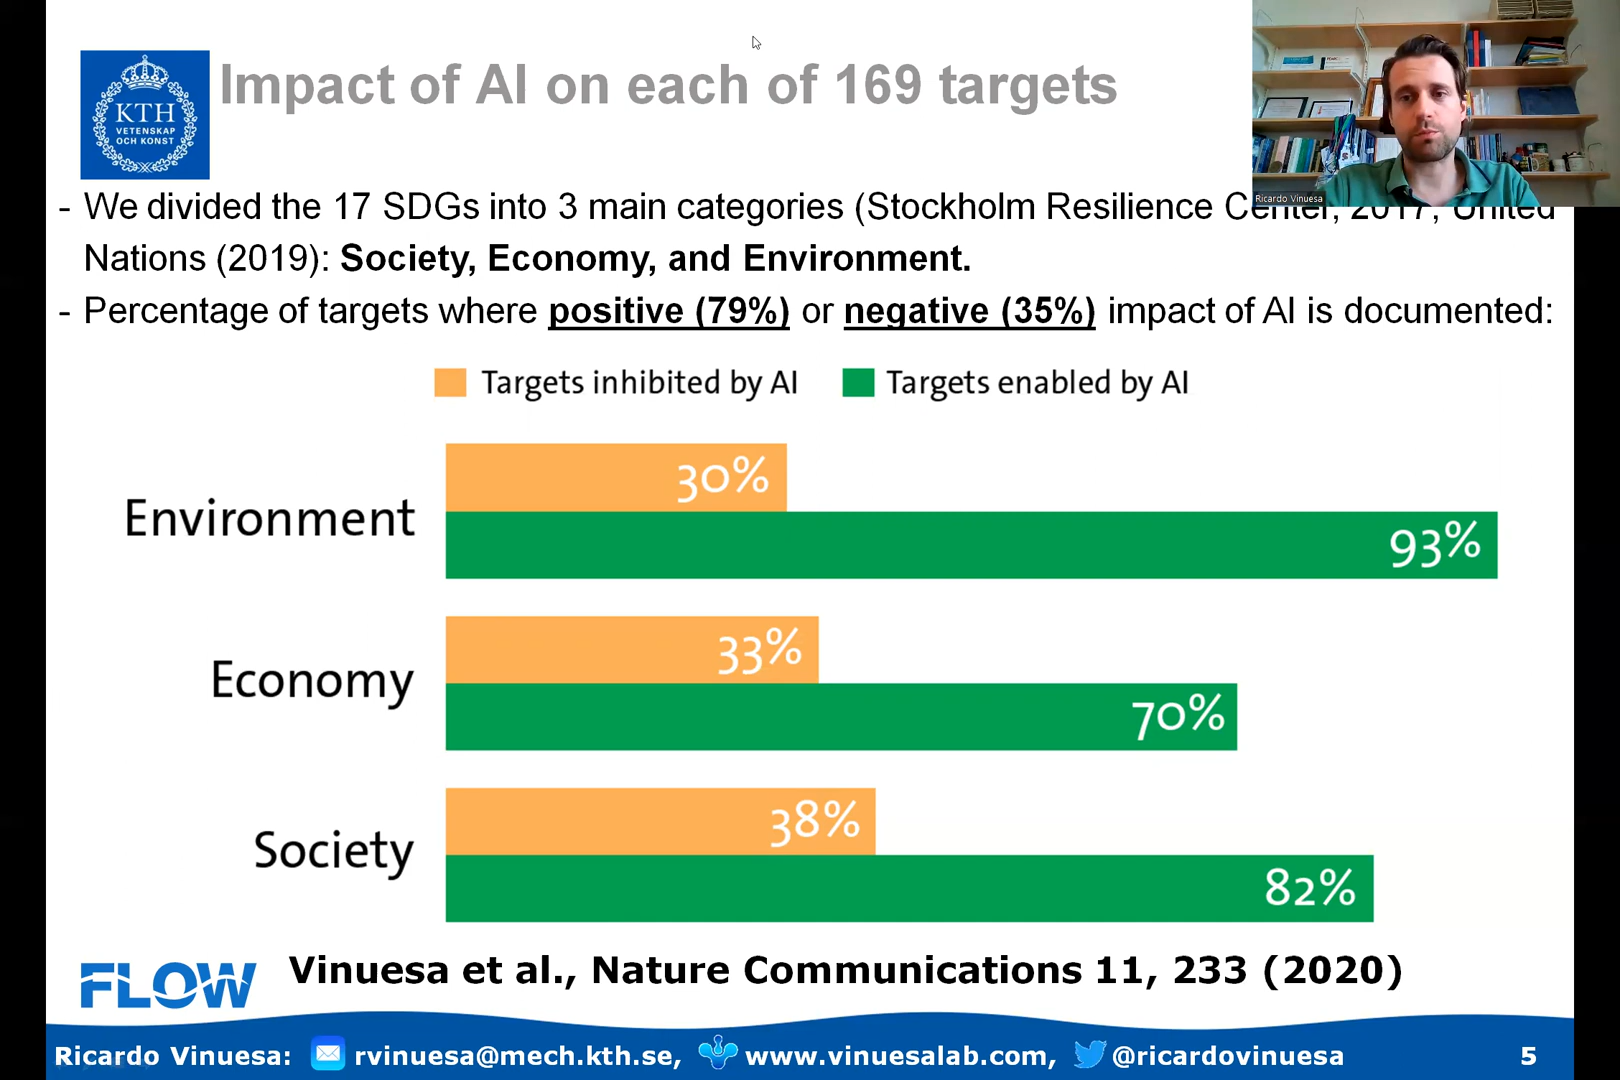 Impact of AI on each of 169 targets
KTH
VETENSKAP
OCH KONST
Ricardo Vinuesa
- We divided the 17 SDGs into 3 main categories (Stockholm Resilience Center, 2017; United
Nations (2019): Society, Economy, and Environment.
- Percentage of targets where positive (79%) or negative (35%) impact of AI is documented:
Targets inhibited by AI
Targets enabled by AI
Environment
30%
93%
Economy
33%
70%
Society
38%
82%
FLOW
Vinuesa et al., Nature Communications 11, 233 (2020)
Ricardo Vinuesa: rvinuesa@mech.kth.se, www.vinuesalab.com, @ricardovinuesa 5